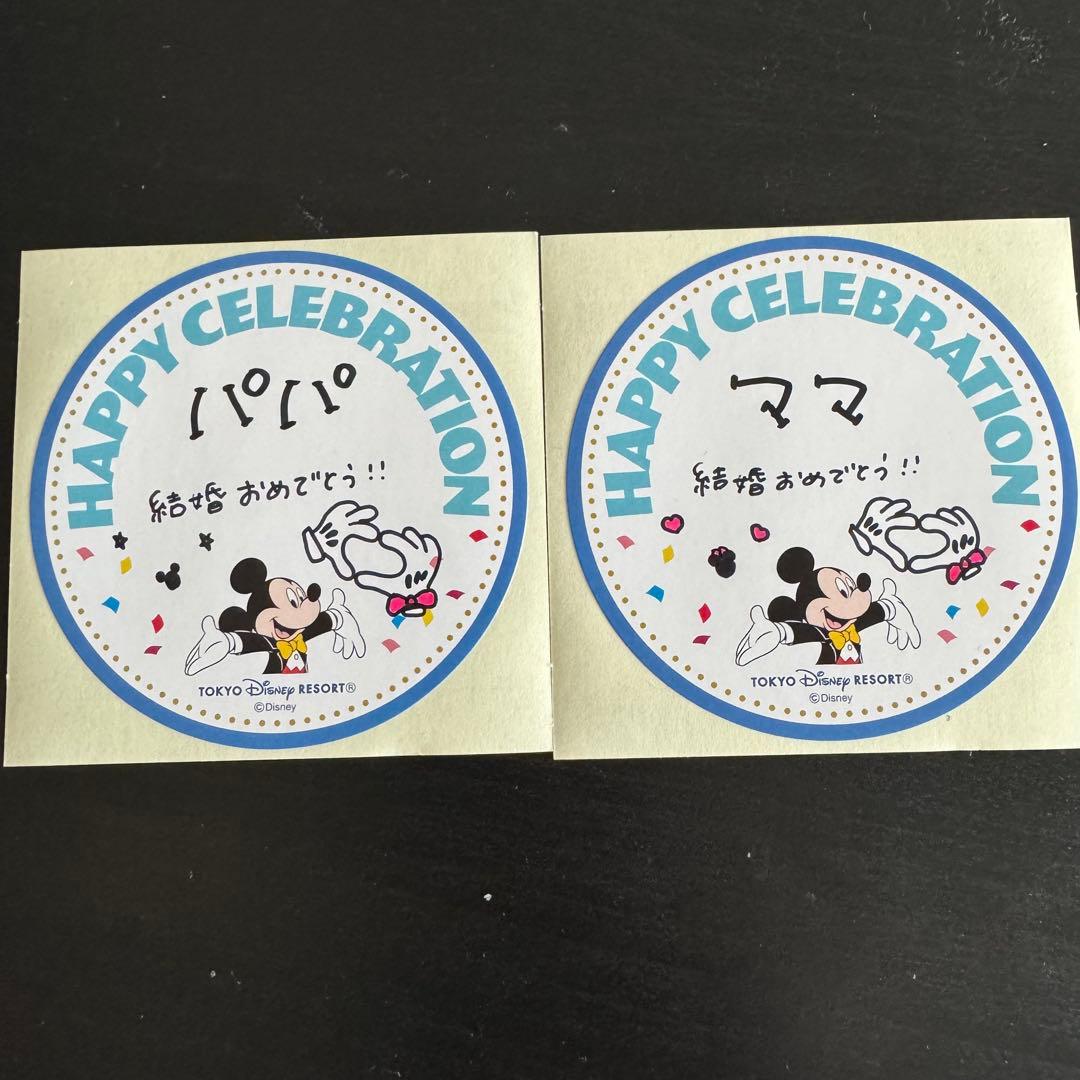 HAPPY CELEBRATION
パパ
結婚おめでとう!!
TOKYO Disney RESORT®
©Disney
HAPPY CELEBRATION
ママ
結婚おめでとう!!
TOKYO Disney RESORT®
©Disney